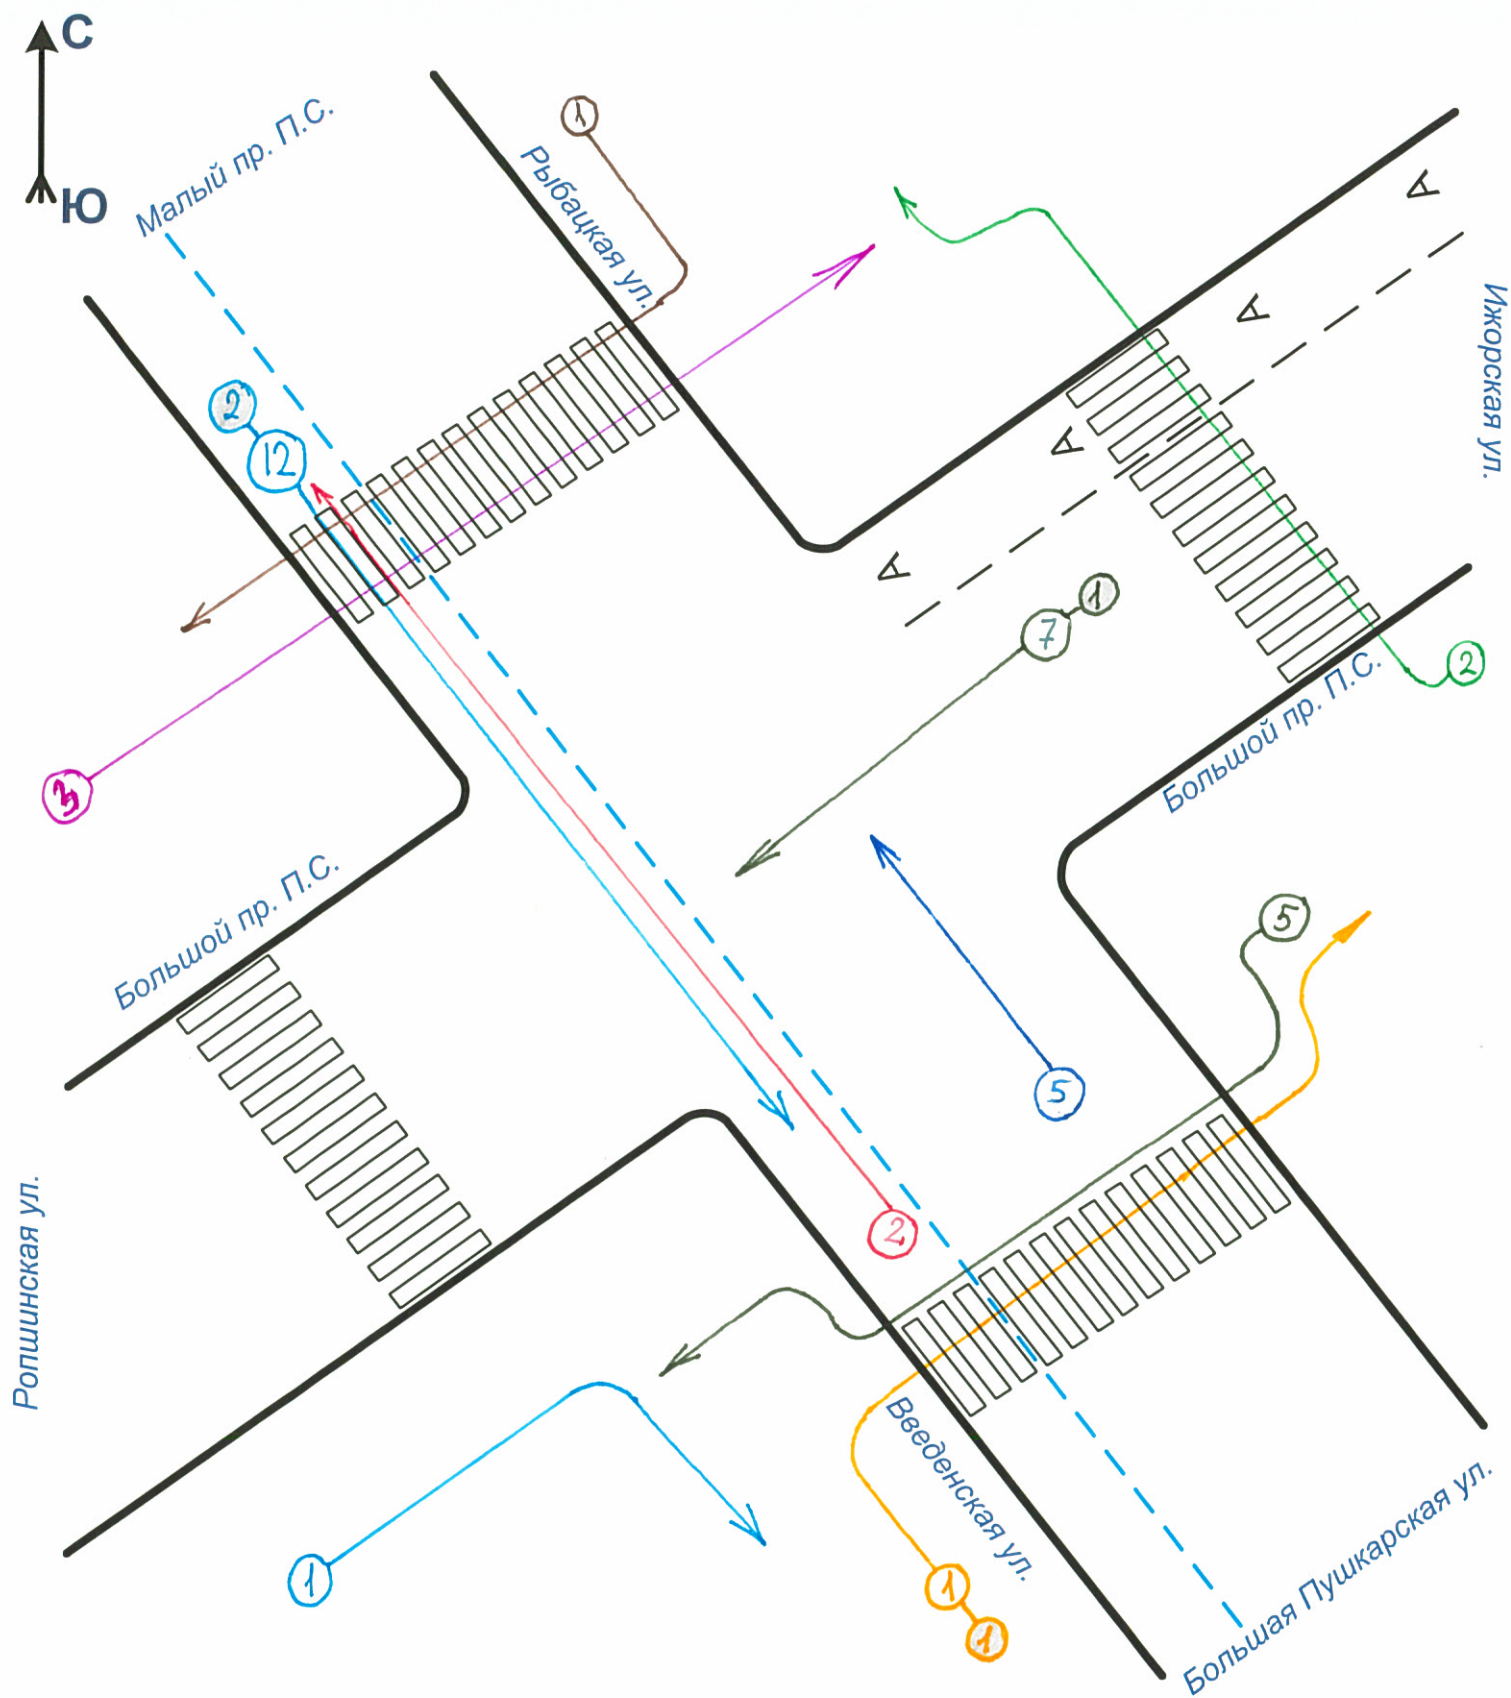 С
Ю
Малый пр. П.С.
Рыбацкая ул.
1
А
А
А
А
Ижорская ул.
2
12
3
1
7
2
Большой пр. П.С.
Большой пр. П.С.
5
5
2
Ропшинская ул.
Введенская ул.
1
1
1
Большая Пушкарская ул.